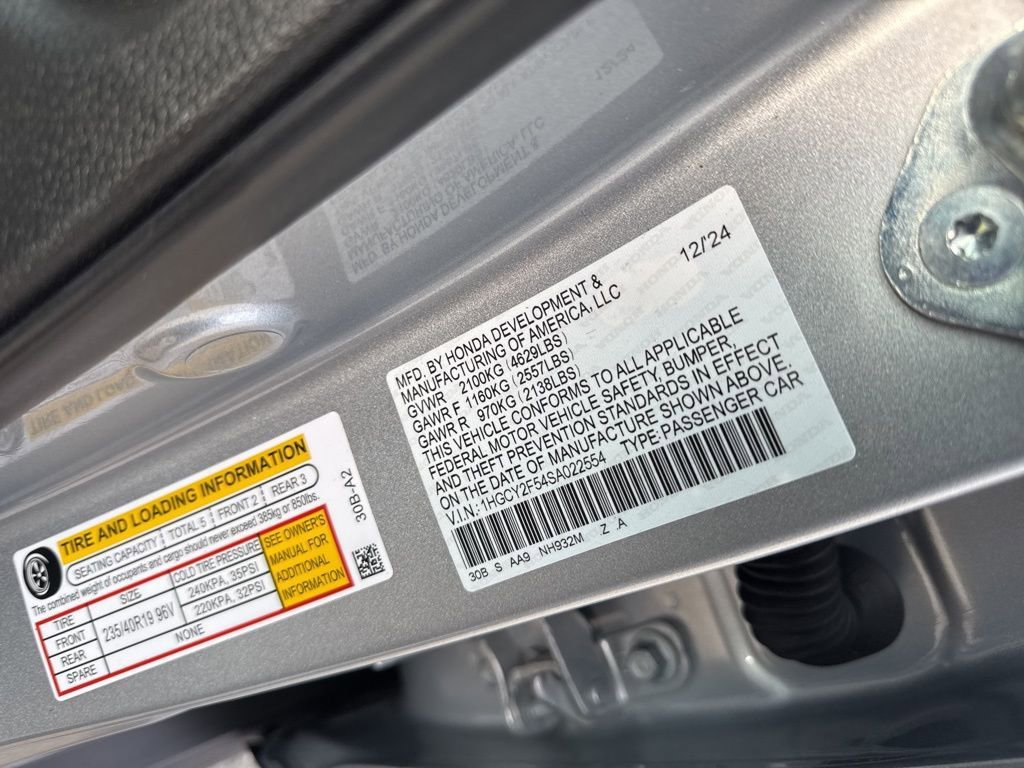 MFD. BY HONDA DEVELOPMENT &
MANUFACTURING OF AMERICA, LLC
12/'24
GVWR 2100KG (4629LBS)
GAWR F 1160KG (2557LBS)
GAWR R 970KG (2138LBS)
THIS VEHICLE CONFORMS TO ALL APPLICABLE
FEDERAL MOTOR VEHICLE SAFETY, BUMPER,
AND THEFT PREVENTION STANDARDS IN EFFECT
ON THE DATE OF MANUFACTURE SHOWN ABOVE.
V.I.N.: 1HGCY2F54SA022554 TYPE: PASSENGER CAR
30B S AA9 NH932M Z A
TIRE AND LOADING INFORMATION
SEATING CAPACITY TOTAL 5 FRONT 2 REAR 3
The combined weight of occupants and cargo should never exceed 385kg or 850lbs.
TIRE SIZE COLD TIRE PRESSURE
FRONT 235/40R19 96V 240KPA, 35PSI
REAR 220KPA, 32PSI
SPARE NONE
SEE OWNER'S
MANUAL FOR
ADDITIONAL
INFORMATION
30B-A2